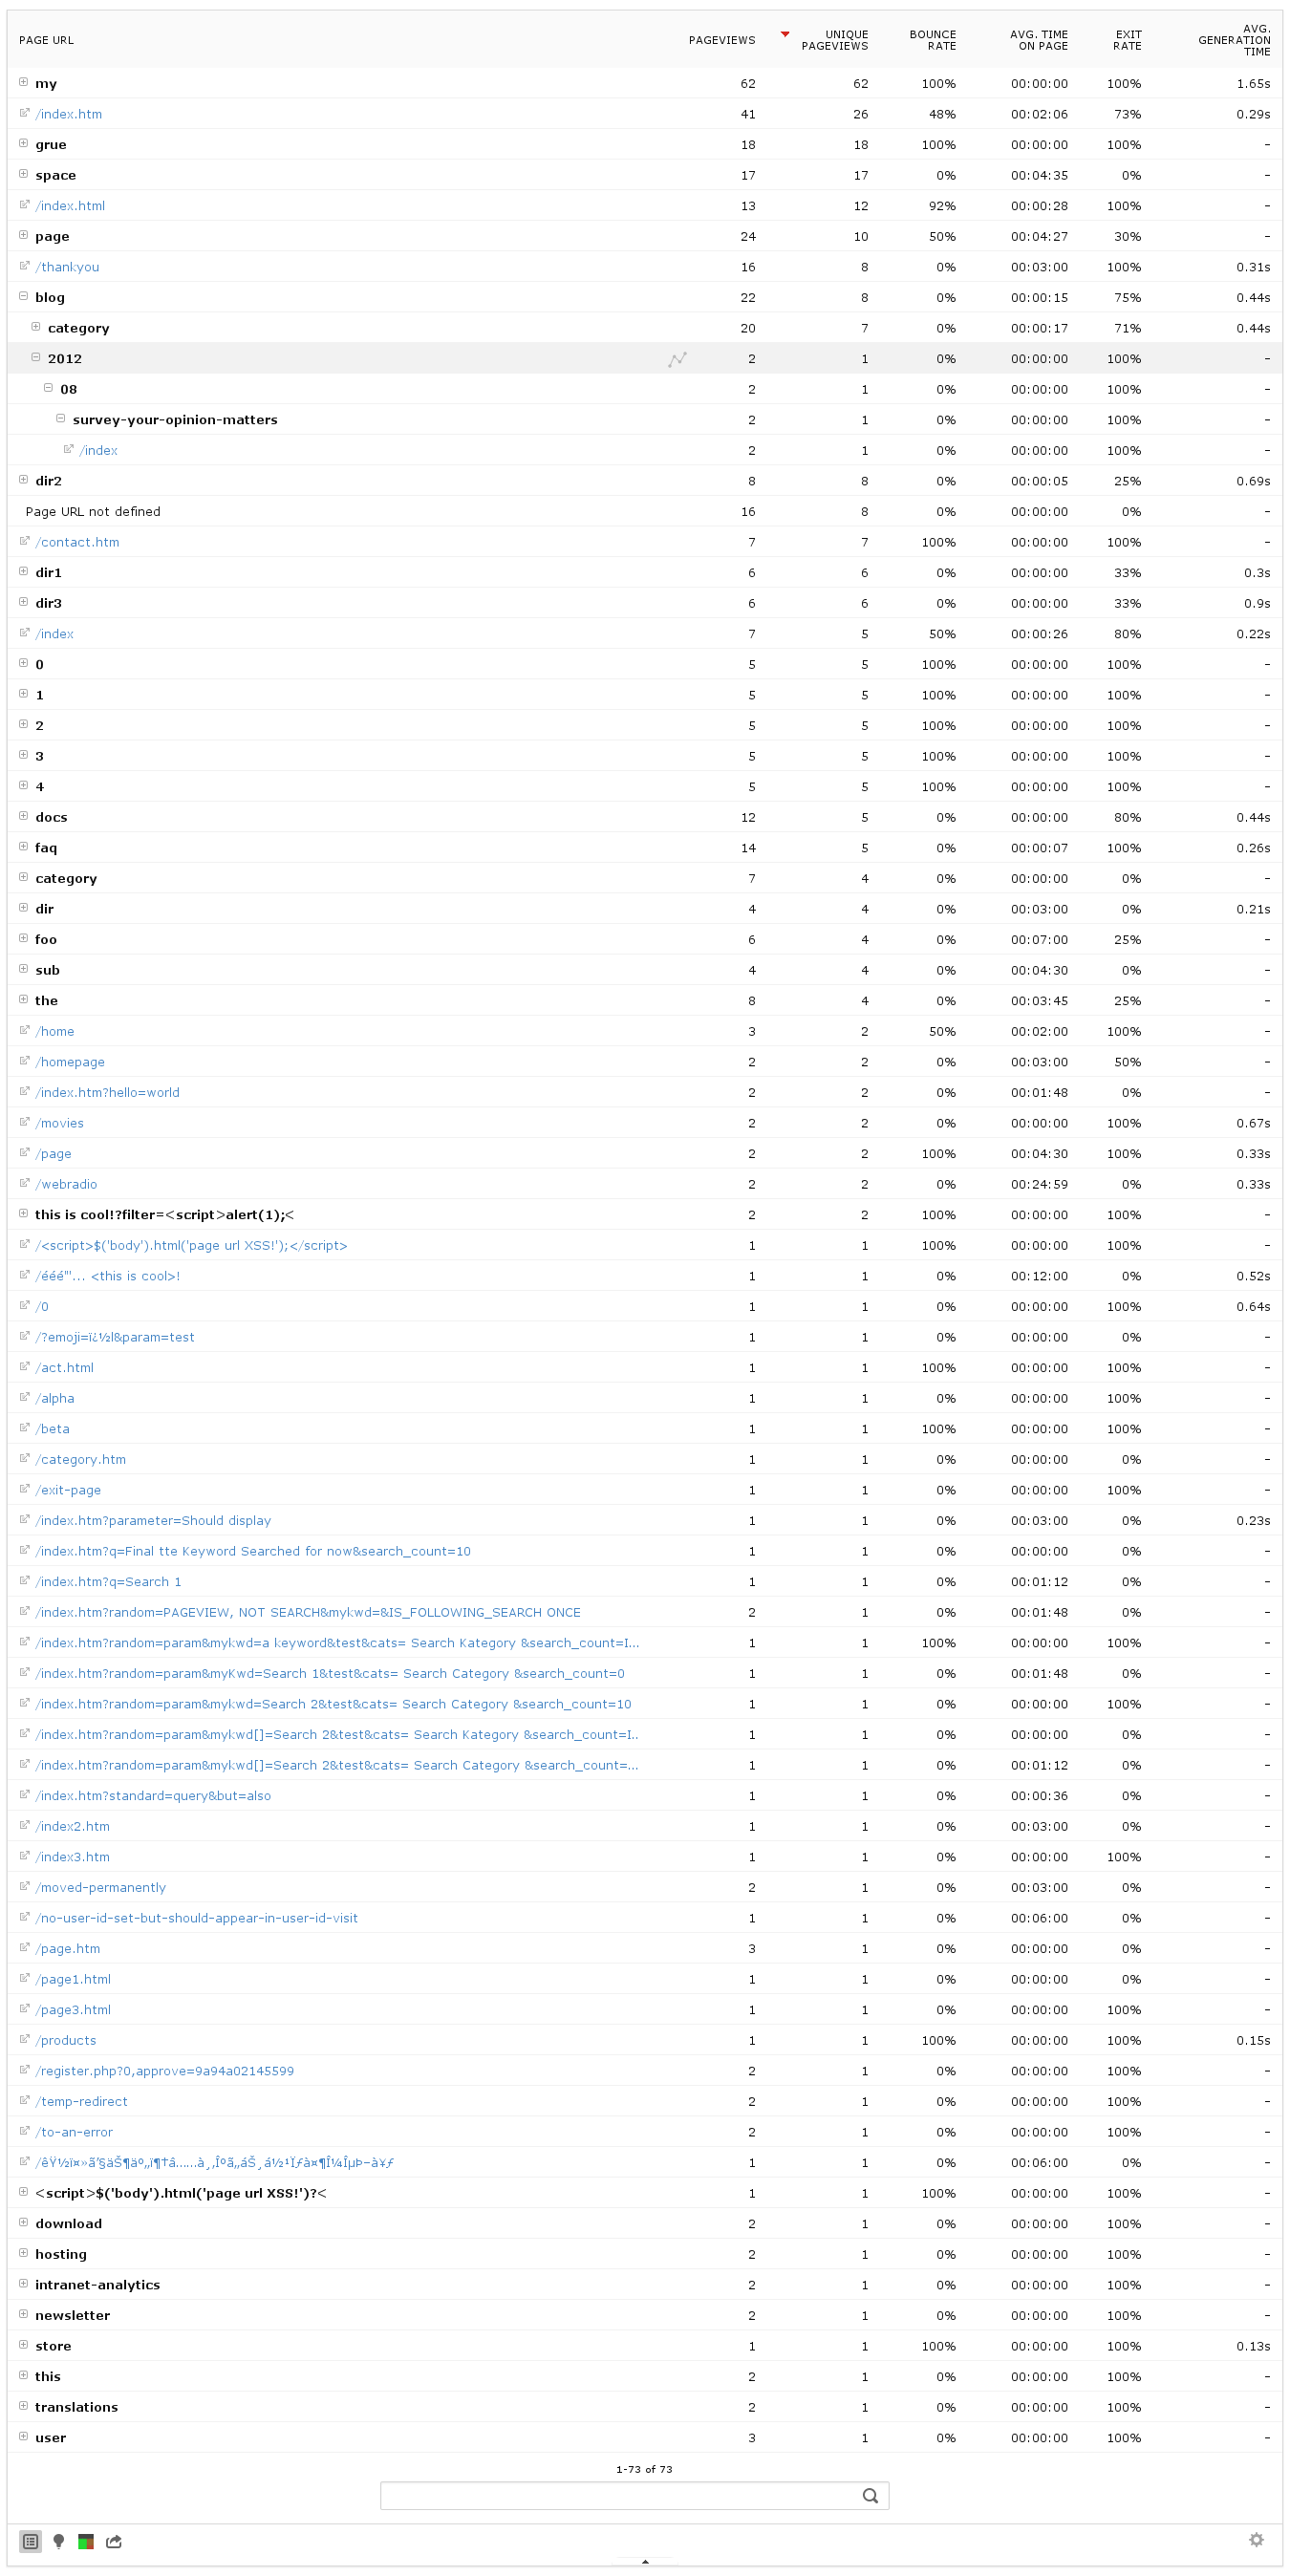 PAGE URL PAGEVIEWS UNIQUE PAGEVIEWS BOUNCE RATE AVG. TIME ON PAGE EXIT RATE AVG. GENERATION TIME
my 62 62 100% 00:00:00 100% 1.65s
/index.htm 41 26 48% 00:02:06 73% 0.29s
grue 18 18 100% 00:00:00 100% -
space 17 17 0% 00:04:35 0% -
/index.html 13 12 92% 00:00:28 100% -
page 24 10 50% 00:04:27 30% -
/thankyou 16 8 0% 00:03:00 100% 0.31s
blog 22 8 0% 00:00:15 75% 0.44s
category 20 7 0% 00:00:17 71% 0.44s
2012 2 1 0% 00:00:00 100% -
08 2 1 0% 00:00:00 100% -
survey-your-opinion-matters 2 1 0% 00:00:00 100% -
/index 2 1 0% 00:00:00 100% -
dir2 8 8 0% 00:00:05 25% 0.69s
Page URL not defined 16 8 0% 00:00:00 0% -
/contact.htm 7 7 100% 00:00:00 100% -
dir1 6 6 0% 00:00:00 33% 0.3s
dir3 6 6 0% 00:00:00 33% 0.9s
/index 7 5 50% 00:00:26 80% 0.22s
0 5 5 100% 00:00:00 100% -
1 5 5 100% 00:00:00 100% -
2 5 5 100% 00:00:00 100% -
3 5 5 100% 00:00:00 100% -
4 5 5 100% 00:00:00 100% -
docs 12 5 0% 00:00:00 80% 0.44s
faq 14 5 0% 00:00:07 100% 0.26s
category 7 4 0% 00:00:00 0% -
dir 4 4 0% 00:03:00 0% 0.21s
foo 6 4 0% 00:07:00 25% -
sub 4 4 0% 00:04:30 0% -
the 8 4 0% 00:03:45 25% -
/home 3 2 50% 00:02:00 100% -
/homepage 2 2 0% 00:03:00 50% -
/index.htm?hello=world 2 2 0% 00:01:48 0% -
/movies 2 2 0% 00:00:00 100% 0.67s
/page 2 2 100% 00:04:30 100% 0.33s
/webradio 2 2 0% 00:24:59 0% 0.33s
this is cool!?filter=<script>alert(1);< 2 2 100% 00:00:00 100% -
/<script>$('body').html('page url XSS!');</script> 1 1 100% 00:00:00 100% -
/ééé"'... <this is cool>! 1 1 0% 00:12:00 0% 0.52s
/0 1 1 0% 00:00:00 100% 0.64s
/?emoji=ï¿½l&param=test 1 1 0% 00:00:00 0% -
/act.html 1 1 100% 00:00:00 100% -
/alpha 1 1 0% 00:00:00 100% -
/beta 1 1 100% 00:00:00 100% -
/category.htm 1 1 0% 00:00:00 0% -
/exit-page 1 1 0% 00:00:00 100% -
/index.htm?parameter=Should display 1 1 0% 00:03:00 0% 0.23s
/index.htm?q=Final tte Keyword Searched for now&search_count=10 1 1 0% 00:00:00 0% -
/index.htm?q=Search 1 1 1 0% 00:01:12 0% -
/index.htm?random=PAGEVIEW, NOT SEARCH&mykwd=&IS_FOLLOWING_SEARCH ONCE 2 1 0% 00:01:48 0% -
/index.htm?random=param&mykwd=a keyword&test&cats= Search Kategory &search_count=I... 1 1 100% 00:00:00 100% -
/index.htm?random=param&myKwd=Search 1&test&cats= Search Category &search_count=0 1 1 0% 00:01:48 0% -
/index.htm?random=param&mykwd=Search 2&test&cats= Search Category &search_count=10 1 1 0% 00:00:00 100% -
/index.htm?random=param&mykwd[]=Search 2&test&cats= Search Kategory &search_count=I.. 1 1 0% 00:00:00 0% -
/index.htm?random=param&mykwd[]=Search 2&test&cats= Search Category &search_count=... 1 1 0% 00:01:12 0% -
/index.htm?standard=query&but=also 1 1 0% 00:00:36 0% -
/index2.htm 1 1 0% 00:03:00 0% -
/index3.htm 1 1 0% 00:00:00 100% -
/moved-permanently 2 1 0% 00:03:00 0% -
/no-user-id-set-but-should-appear-in-user-id-visit 1 1 0% 00:06:00 0% -
/page.htm 3 1 0% 00:00:00 0% -
/page1.html 1 1 0% 00:00:00 0% -
/page3.html 1 1 0% 00:00:00 100% -
/products 1 1 100% 00:00:00 100% 0.15s
/register.php?0,approve=9a94a02145599 2 1 0% 00:00:00 100% -
/temp-redirect 2 1 0% 00:00:00 100% -
/to-an-error 2 1 0% 00:00:00 100% -
1 1 0% 00:06:00 0% -
<script>$('body').html('page url XSS!')?< 1 1 100% 00:00:00 100% -
download 2 1 0% 00:00:00 100% -
hosting 2 1 0% 00:00:00 100% -
intranet-analytics 2 1 0% 00:00:00 100% -
newsletter 2 1 0% 00:00:00 100% -
store 1 1 100% 00:00:00 100% 0.13s
this 2 1 0% 00:00:00 100% -
translations 2 1 0% 00:00:00 100% -
user 3 1 0% 00:00:00 100% -
1-73 of 73